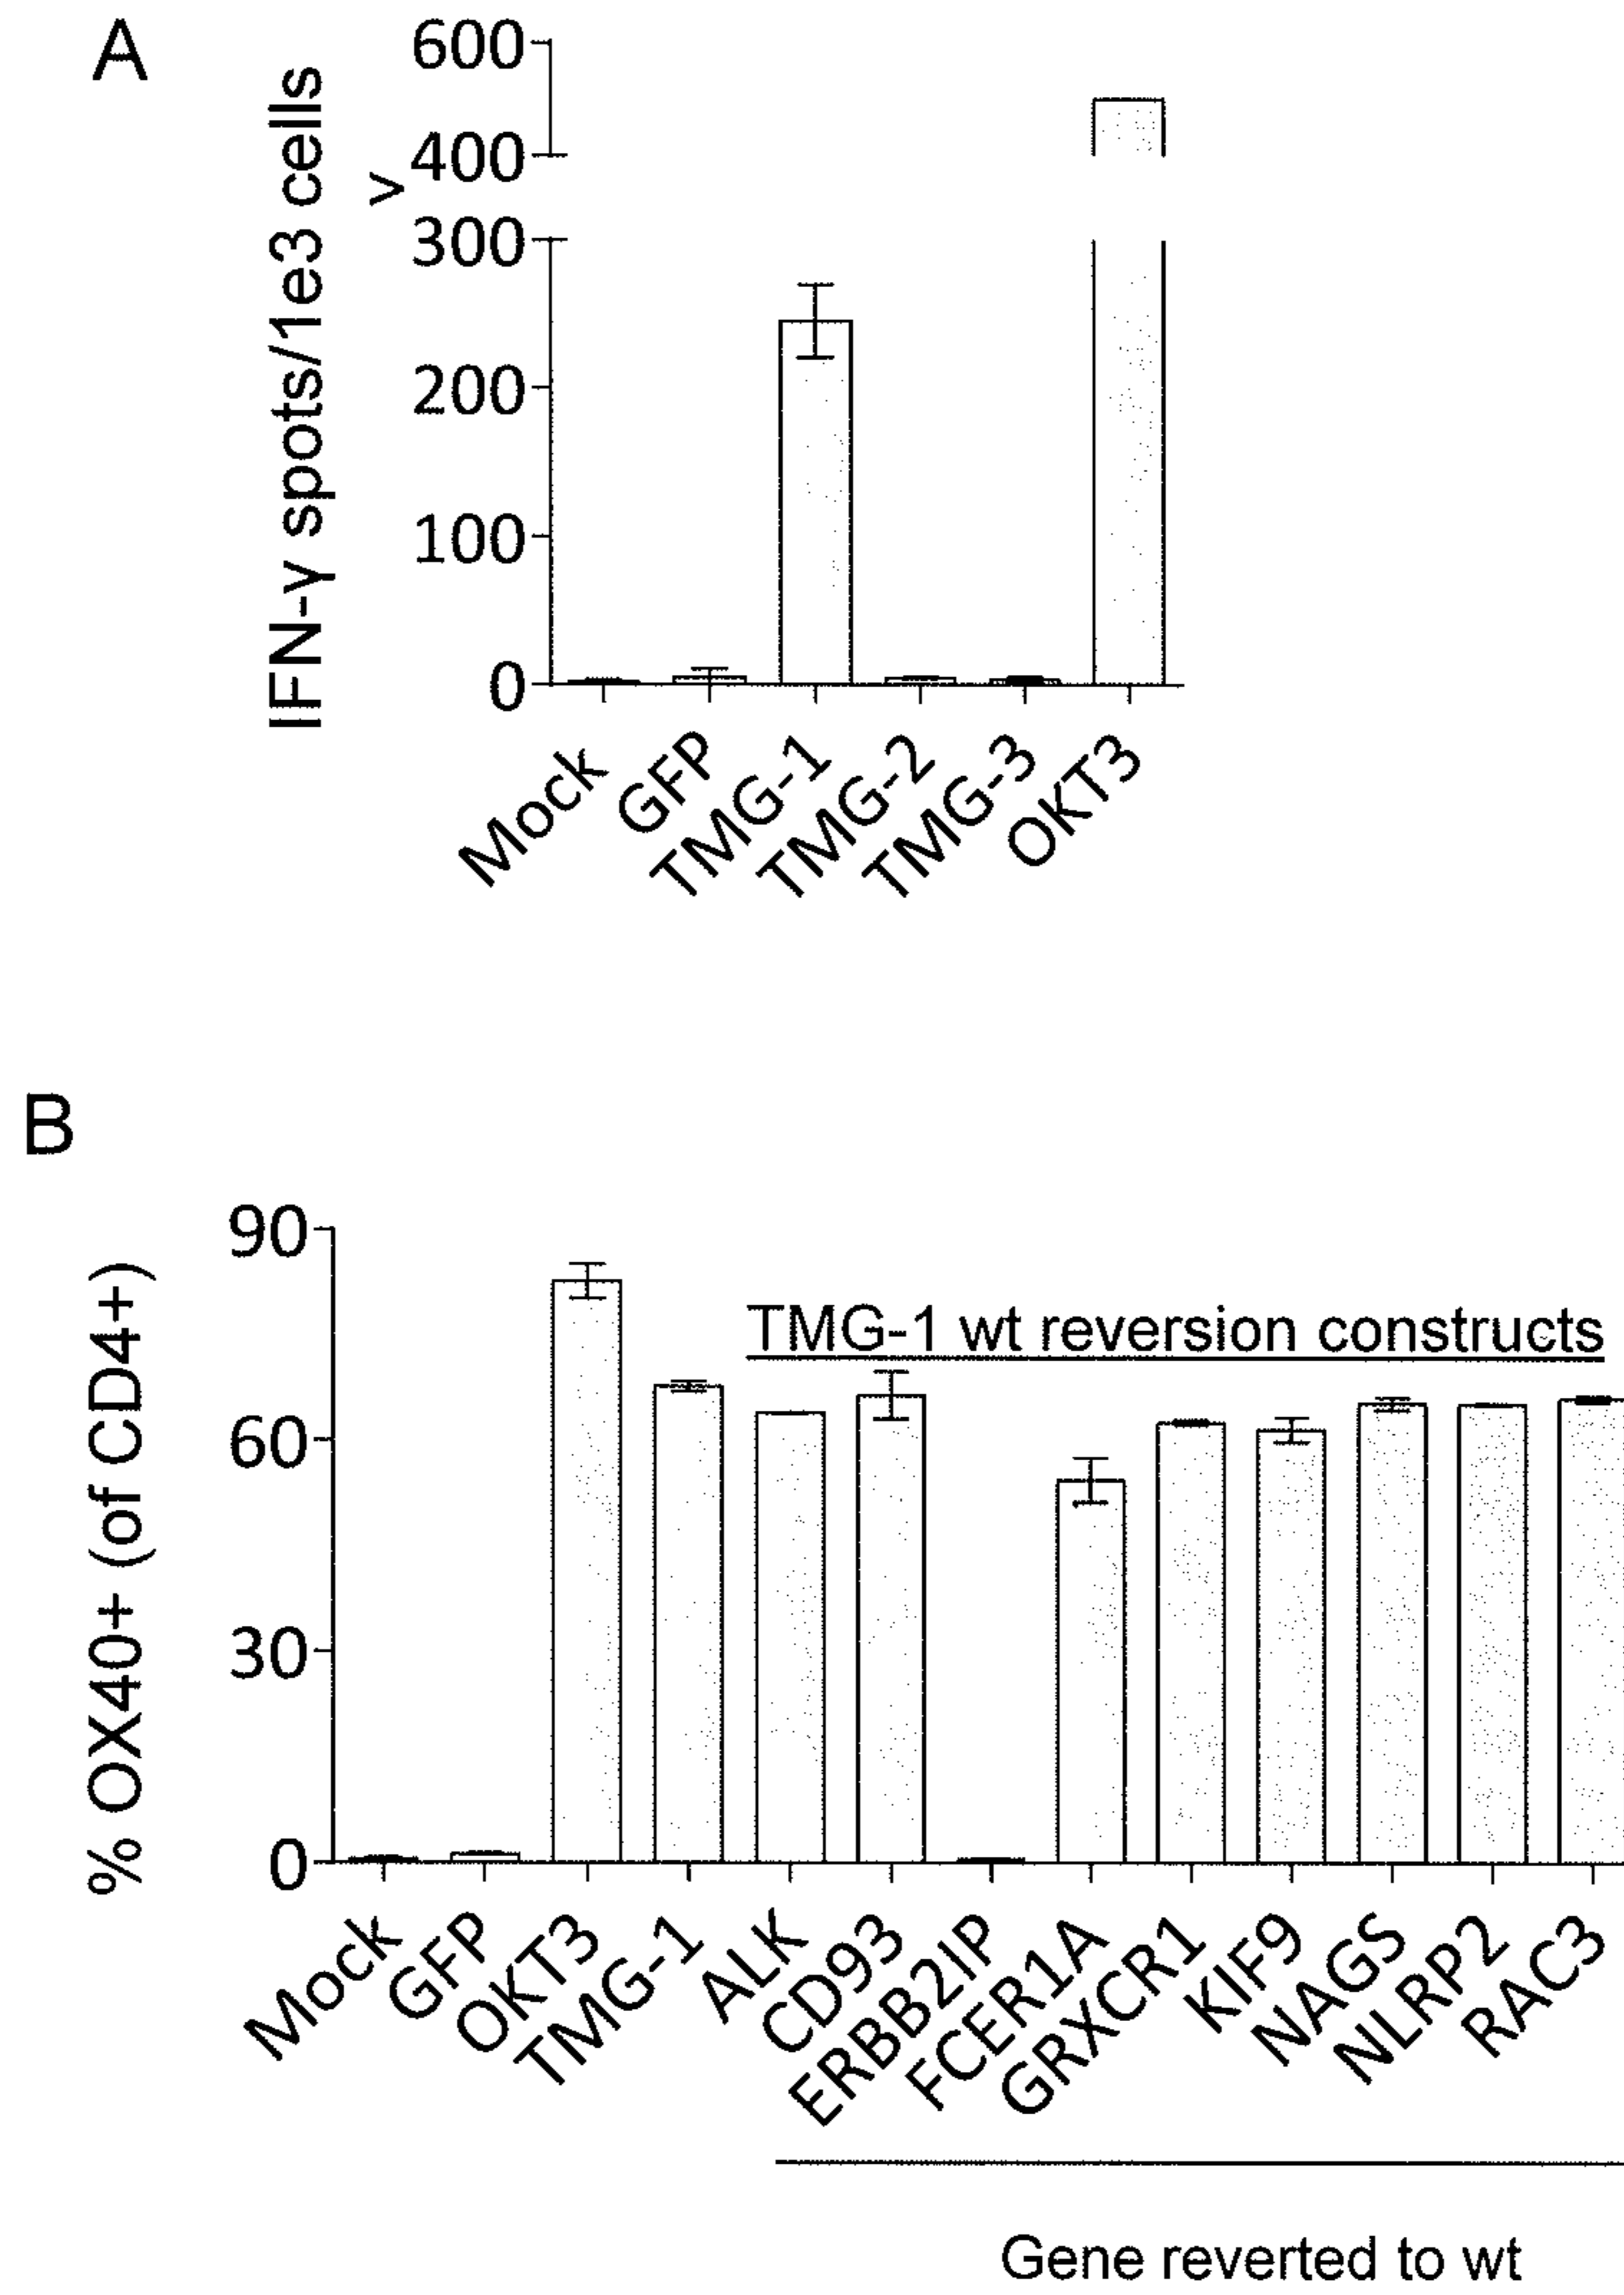 A
600
400
>
300
200
100
0
IFN-γ spots/1e3 cells
Mock
GFP
TMG-1
TMG-2
TMG-3
OKT3
B
90
60
30
0
% OX40+ (of CD4+)
TMG-1 wt reversion constructs
Mock
GFP
OKT3
TMG-1
ALK
CD93
ERBB2IP
FCER1A
GRXCR1
KIF9
NAGS
NLRP2
RAC3
Gene reverted to wt